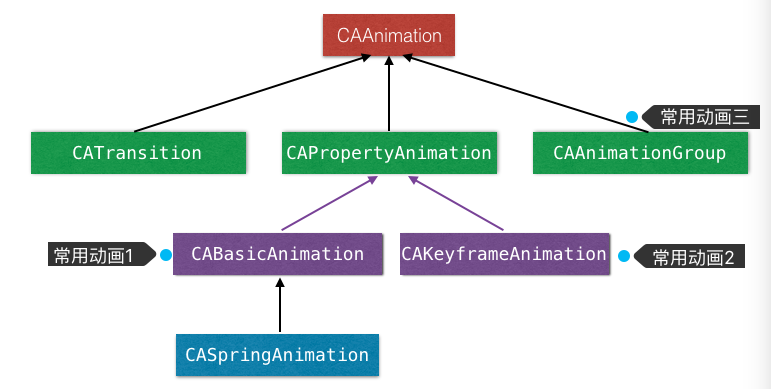 CAAnimation
常用动画三
CATransition
CAPropertyAnimation
CAAnimationGroup
常用动画1
CABasicAnimation
CAKeyframeAnimation
常用动画2
CASpringAnimation